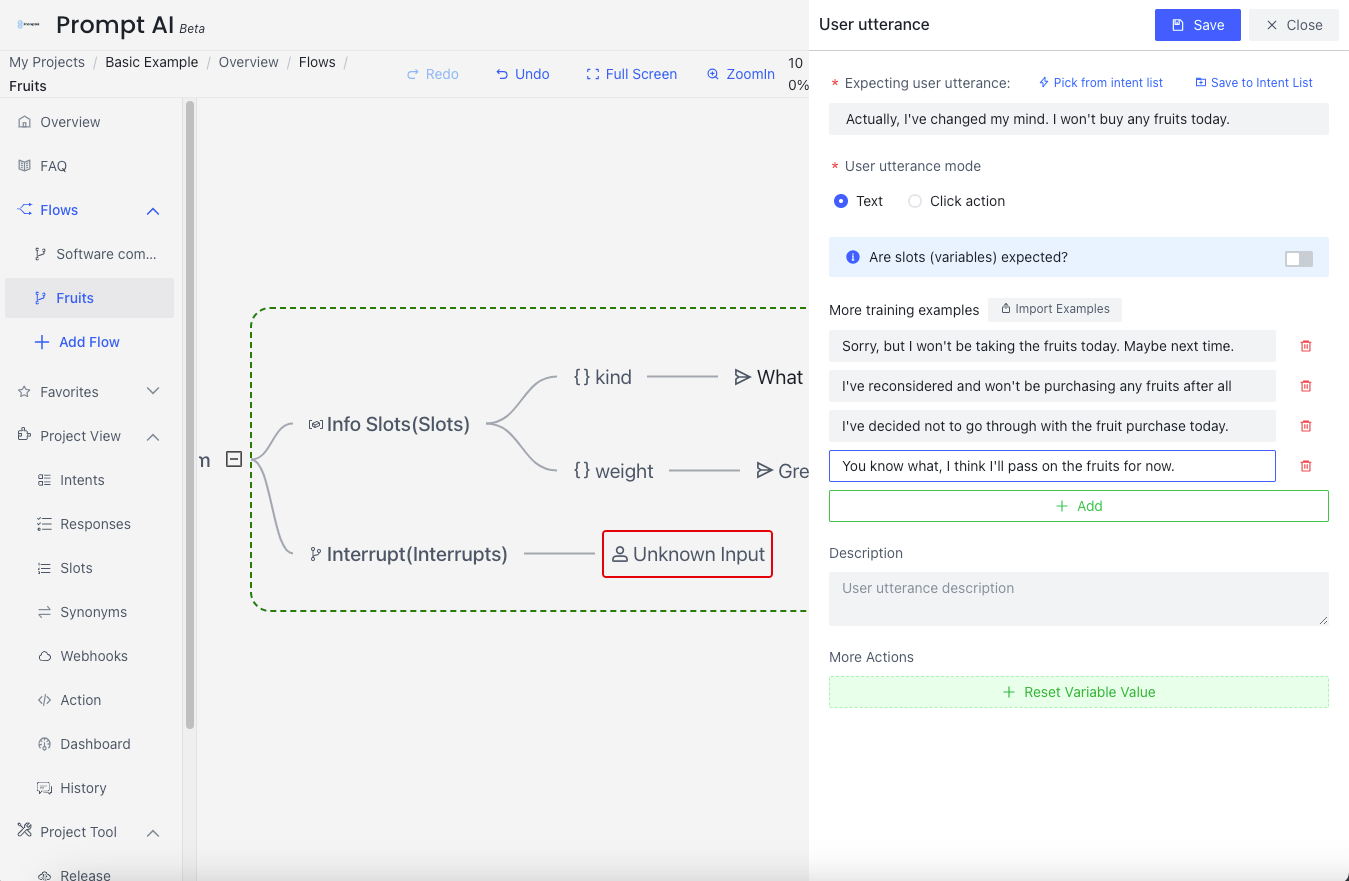 Prompt AI Beta
My Projects / Basic Example / Overview / Flows /
Fruits
Redo
Undo
Full Screen
ZoomIn
10
0%
Overview
FAQ
Flows
Software com...
Fruits
Add Flow
Favorites
Project View
Intents
Responses
Slots
Synonyms
Webhooks
Action
Dashboard
History
Project Tool
Release
m
Info Slots(Slots)
{} kind
What
{} weight
Gre
Interrupt(Interrupts)
Unknown Input
User utterance
Save
Close
* Expecting user utterance:
Pick from intent list
Save to Intent List
Actually, I've changed my mind. I won't buy any fruits today.
* User utterance mode
Text
Click action
Are slots (variables) expected?
More training examples
Import Examples
Sorry, but I won't be taking the fruits today. Maybe next time.
I've reconsidered and won't be purchasing any fruits after all
I've decided not to go through with the fruit purchase today.
You know what, I think I'll pass on the fruits for now.
+ Add
Description
User utterance description
More Actions
+ Reset Variable Value